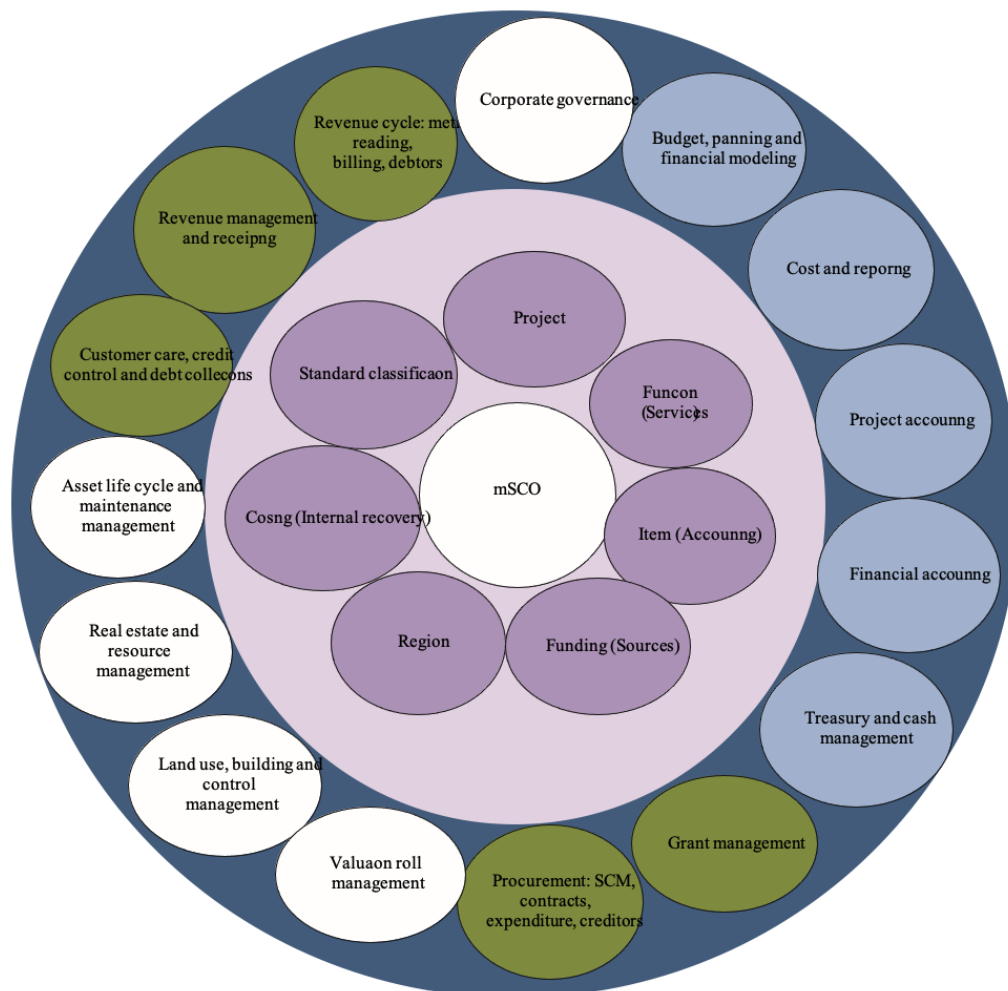 Corporate governance
Budget, panning and
financial modeling
Cost and reporng
Project accounng
Financial accounng
Treasury and cash
management
Grant management
Procurement: SCM,
contracts,
expenditure, creditors
Valuaon roll
management
Land use, building and
control
management
Real estate and
resource
management
Asset life cycle and
maintenance
management
Customer care, credit
control and debt collecons
Revenue management
and receipng
Revenue cycle:
reading,
billing, debtors
Project
Funcon
(Services)
Item (Accounng)
Funding (Sources)
Region
Cosng (Internal recovery)
Standard classificaon
mSCO